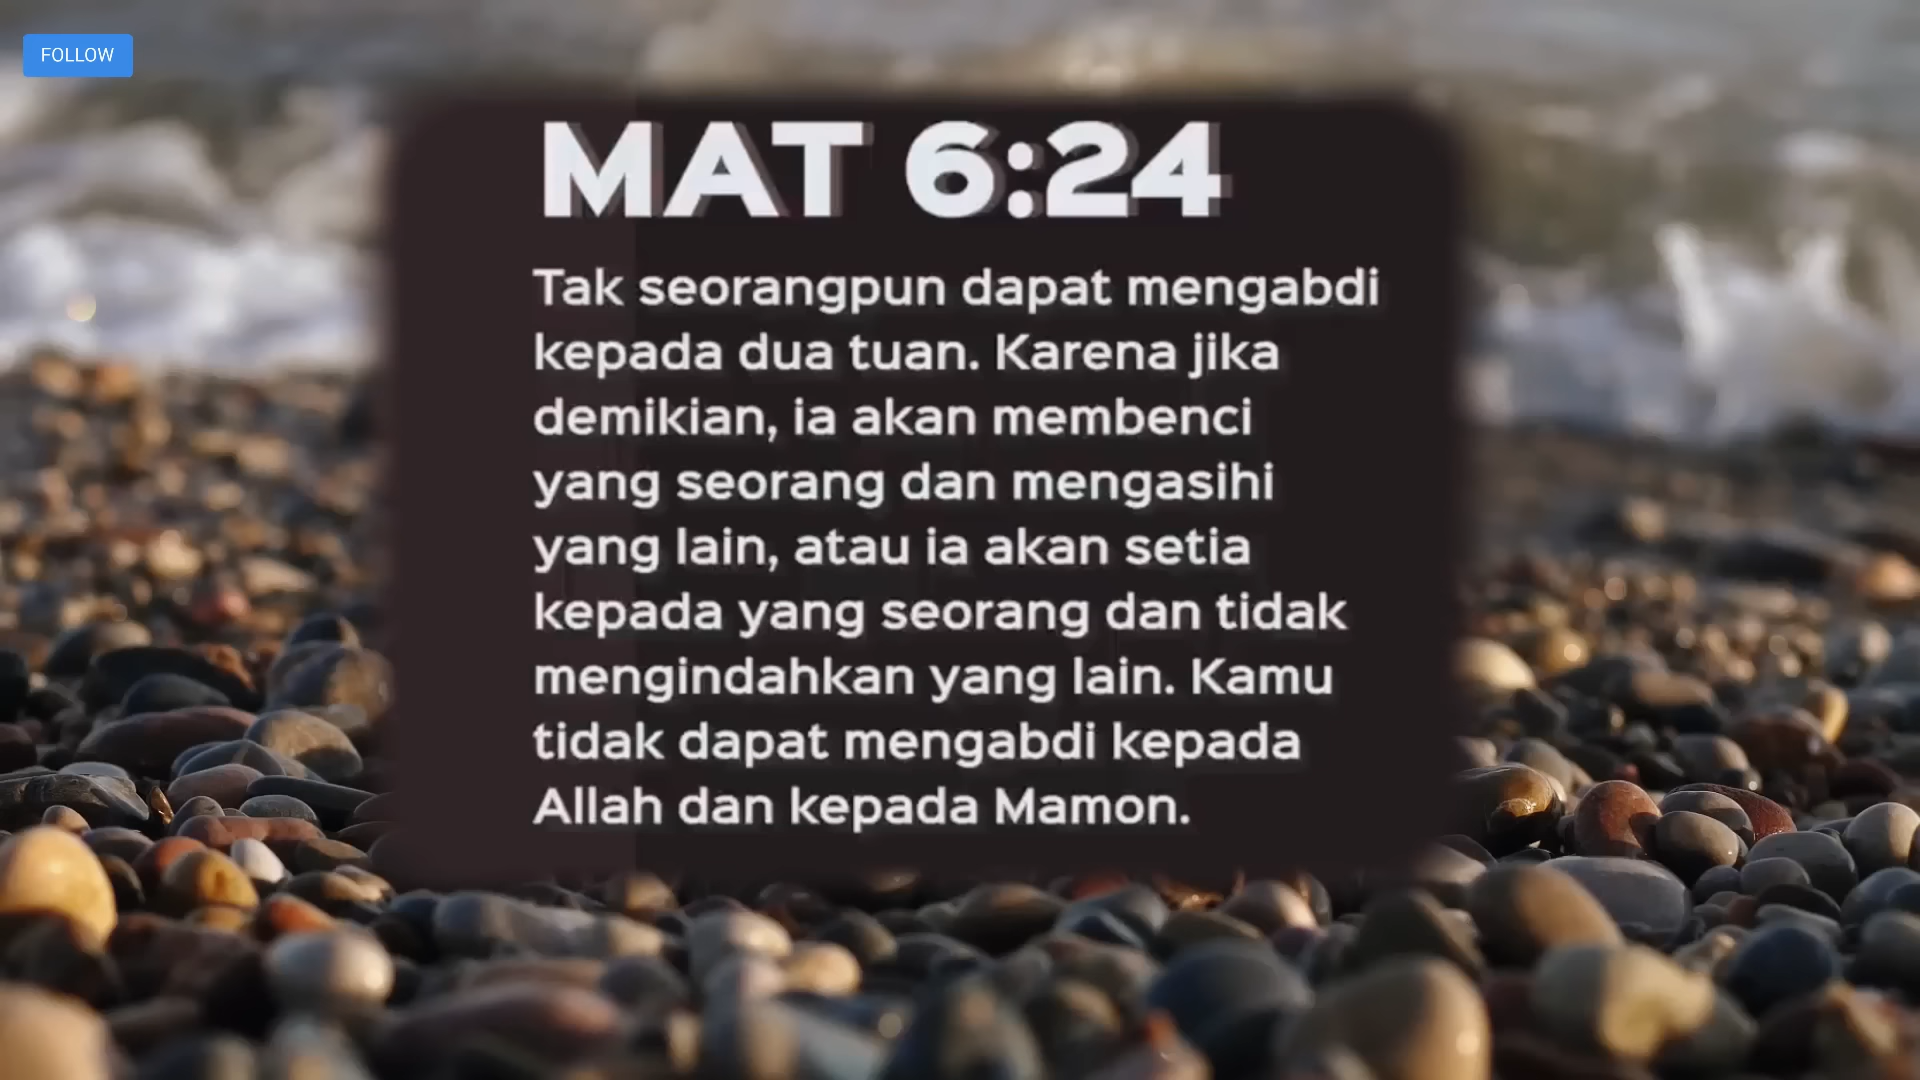 FOLLOW
MAT 6:24
Tak seorangpun dapat mengabdi
kepada dua tuan. Karena jika
demikian, ia akan membenci
yang seorang dan mengasihi
yang lain, atau ia akan setia
kepada yang seorang dan tidak
mengindahkan yang lain. Kamu
tidak dapat mengabdi kepada
Allah dan kepada Mamon.